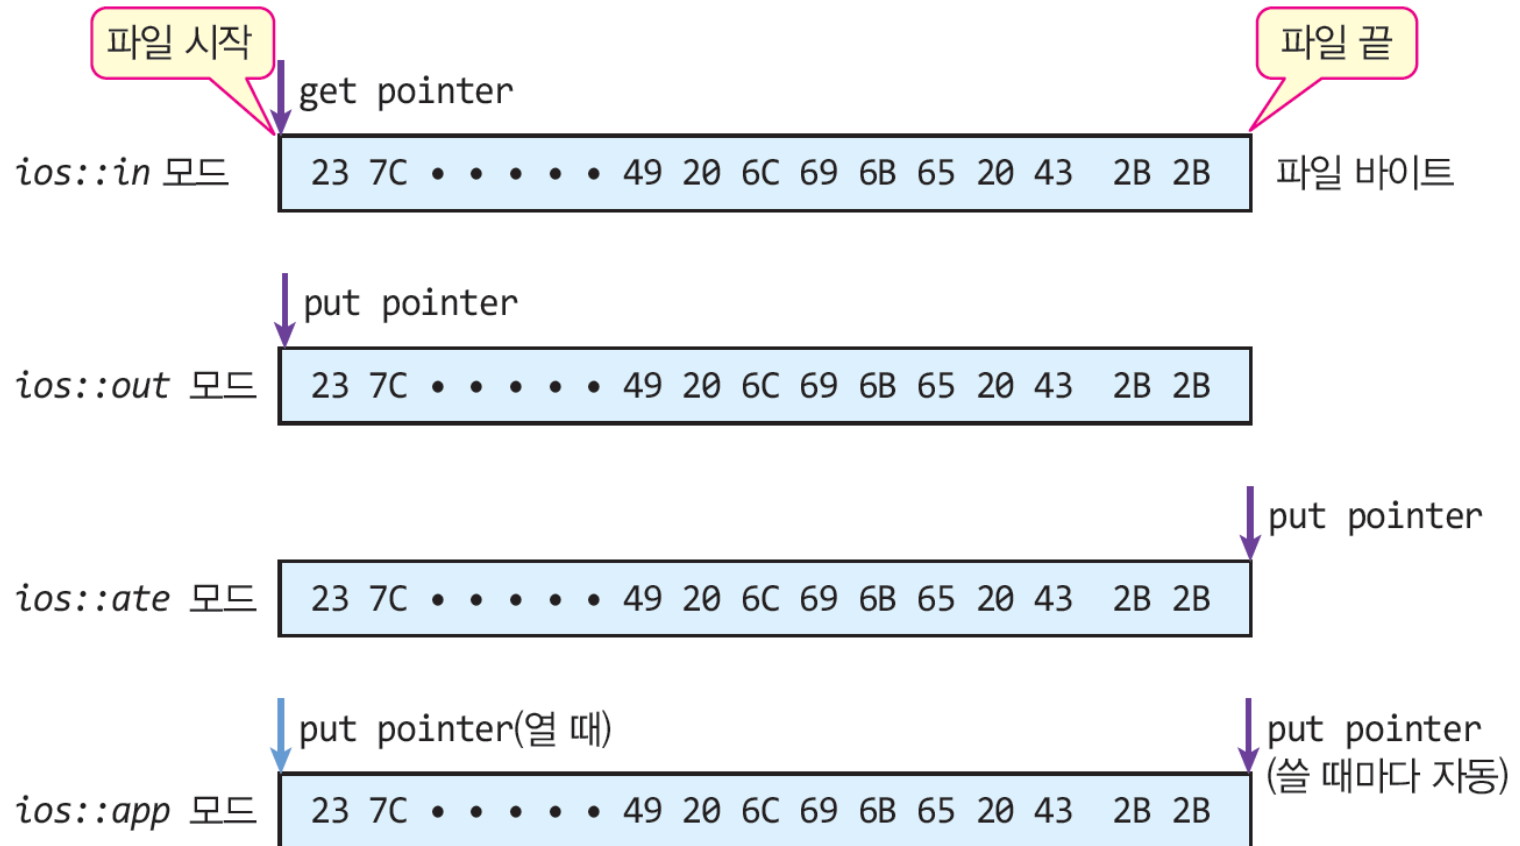 파일 시작
파일 끝
get pointer
ios::in 모드 23 7C • • • • • 49 20 6C 69 6B 65 20 43 2B 2B 파일 바이트
put pointer
ios::out 모드 23 7C • • • • • 49 20 6C 69 6B 65 20 43 2B 2B
put pointer
ios::ate 모드 23 7C • • • • • 49 20 6C 69 6B 65 20 43 2B 2B
put pointer(열 때)
put pointer
(쓸 때마다 자동)
ios::app 모드 23 7C • • • • • 49 20 6C 69 6B 65 20 43 2B 2B